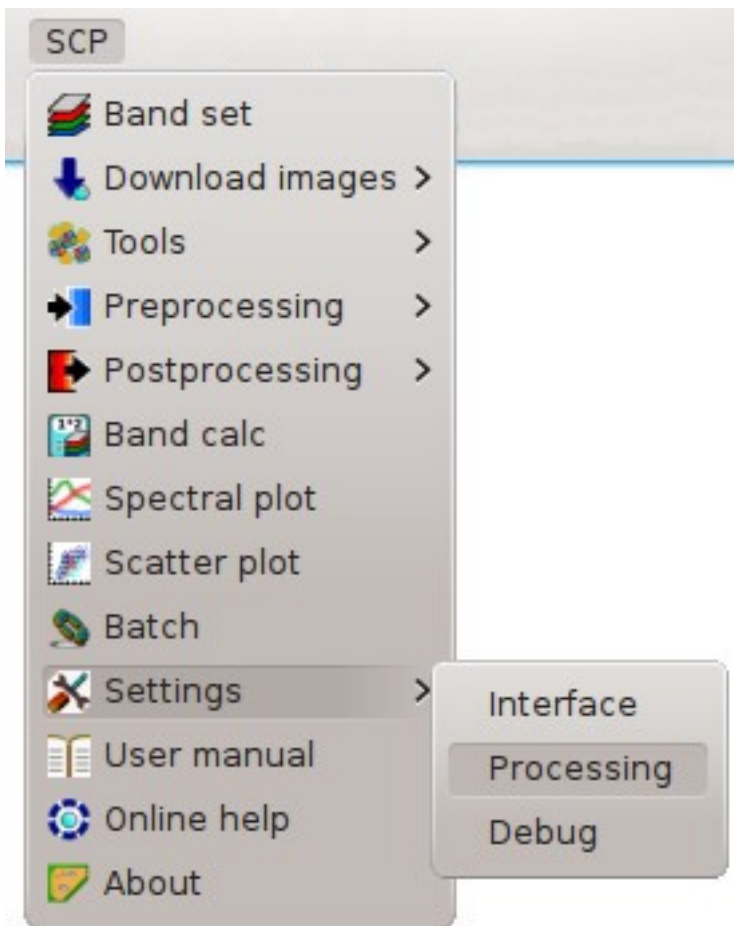 SCP
Band set
Download images
Tools
Preprocessing
Postprocessing
Band calc
Spectral plot
Scatter plot
Batch
Settings
Interface
Processing
Debug
User manual
Online help
About